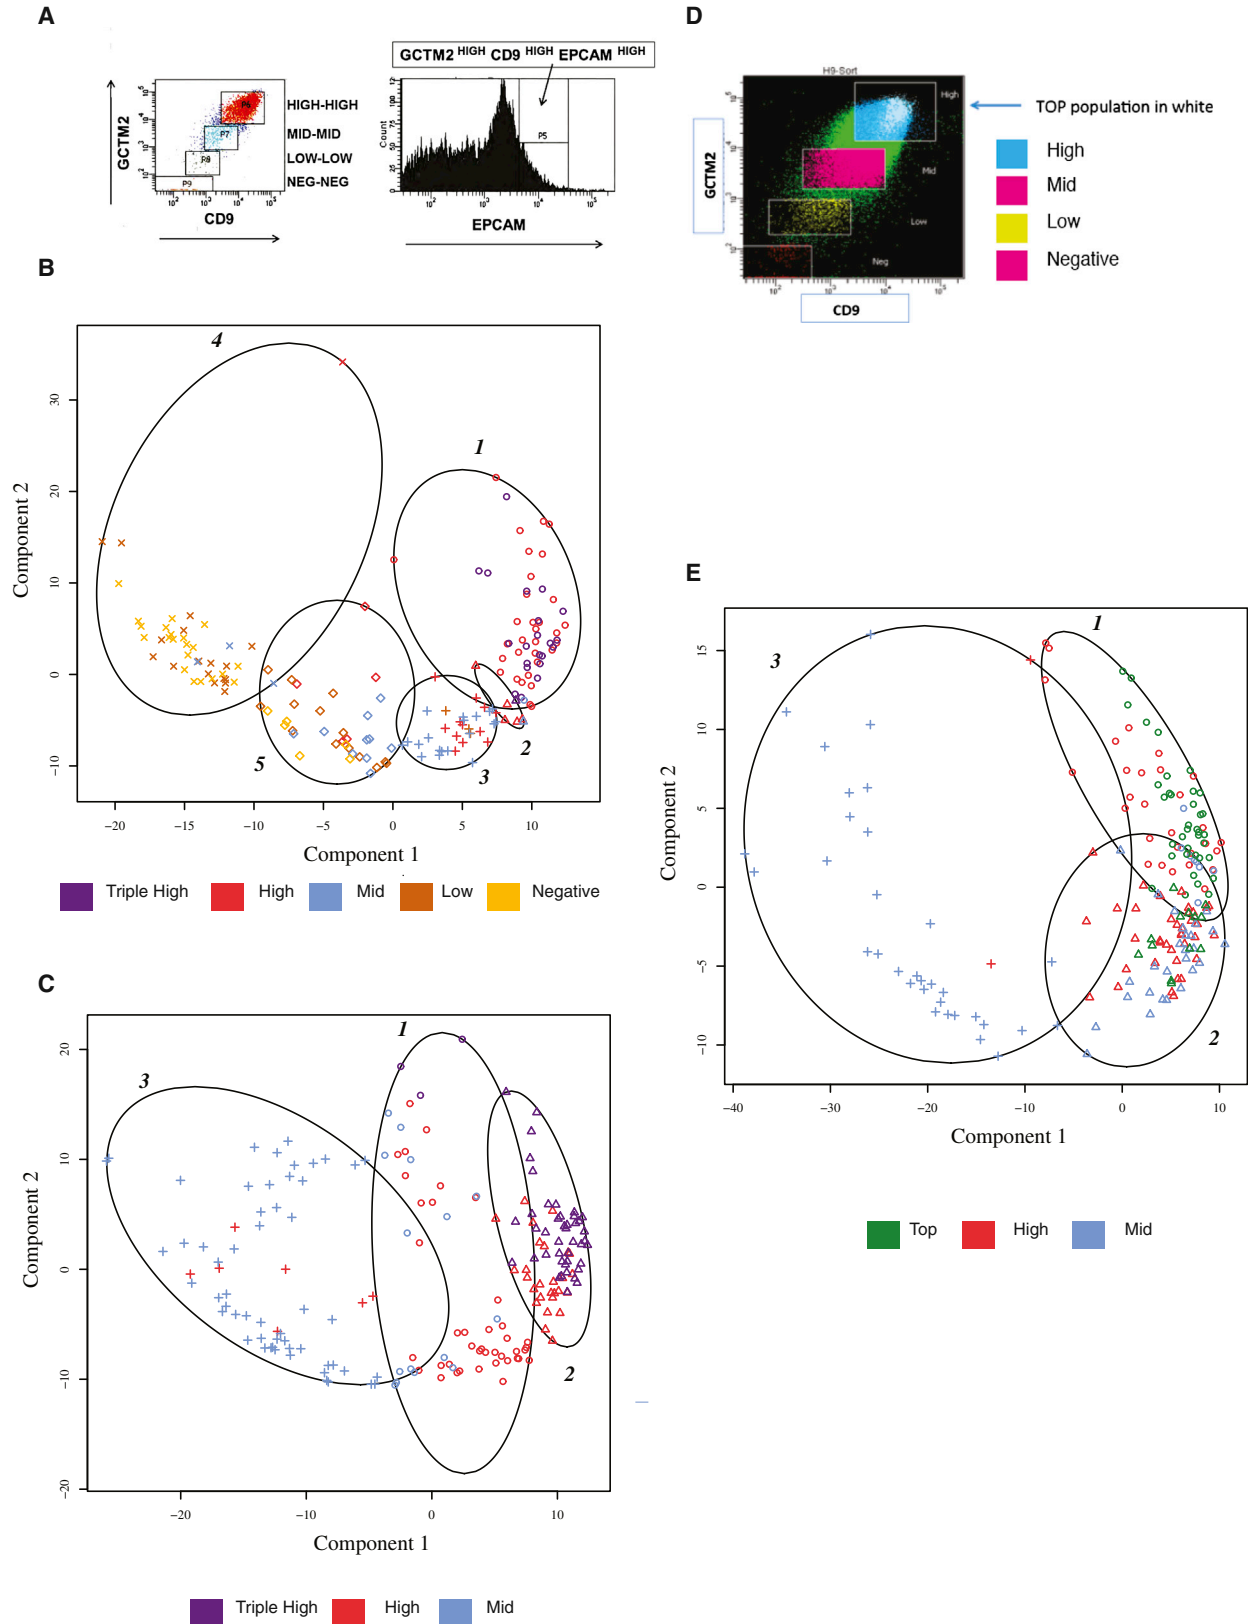 A
GCTM2 HIGH CD9 HIGH EPCAM HIGH
GCTM2
P6
P7
P8
P9
HIGH-HIGH
MID-MID
LOW-LOW
NEG-NEG
CD9
Count
P5
EPCAM
D
H9-Sort
High
Mid
Low
Neg
GCTM2
CD9
TOP population in white
High
Mid
Low
Negative
B
4
1
5
3
2
Component 2
30
20
10
0
−10
−20
−15
−10
−5
0
5
10
Component 1
Triple High
High
Mid
Low
Negative
C
3
1
2
Component 2
20
10
0
−10
−20
−20
−10
0
10
Component 1
Triple High
High
Mid
E
3
1
2
Component 2
15
10
5
0
−5
−10
−40
−30
−20
−10
0
10
Component 1
Top
High
Mid